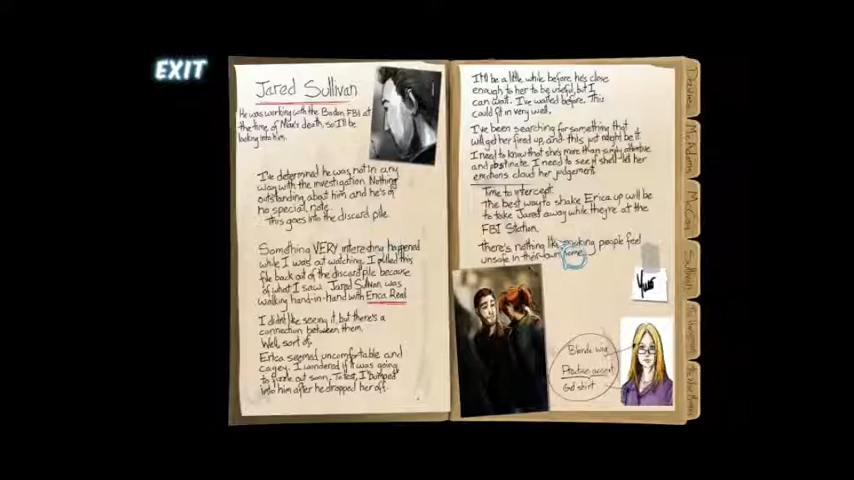 EXIT
Jared Sullivan
He was working with the Boston FBI at
the time of Max's death, so I'll be
looking into him.
I've determined he was not in any
way with the investigation. Nothing
outstanding about him and he's of
no special note.
This goes into the discard pile.
Something VERY interesting happened
while I was out watching. I pulled this
file back out of the discard pile because
of what I saw. Jared Sullivan was
walking hand-in-hand with Erica Reed
I didn't like seeing it, but there's a
connection between them.
Well, sort of.
Erica seemed uncomfortable and
cagey. I wondered if it was going
to fizzle out soon. To test, I bumped
into him after he dropped her off.
It'll be a little while before he's close
enough to her to be useful, but I
can wait. I've waited before. This
could fit in very well.
I've been searching for something that
will get her fired up, and this just might be it.
I need to know that she's more than simply
and obstinate. I need to see if she'll let her
emotions cloud her judgement.
Time to intercept.
The best way to shake Erica up will be
to take Jared away while they're at the
FBI Station.
There's nothing like making people feel
unsafe in their own home.
Blonde wig
Practice accent
Get shirt
McAdams
McCoy
Sullivan